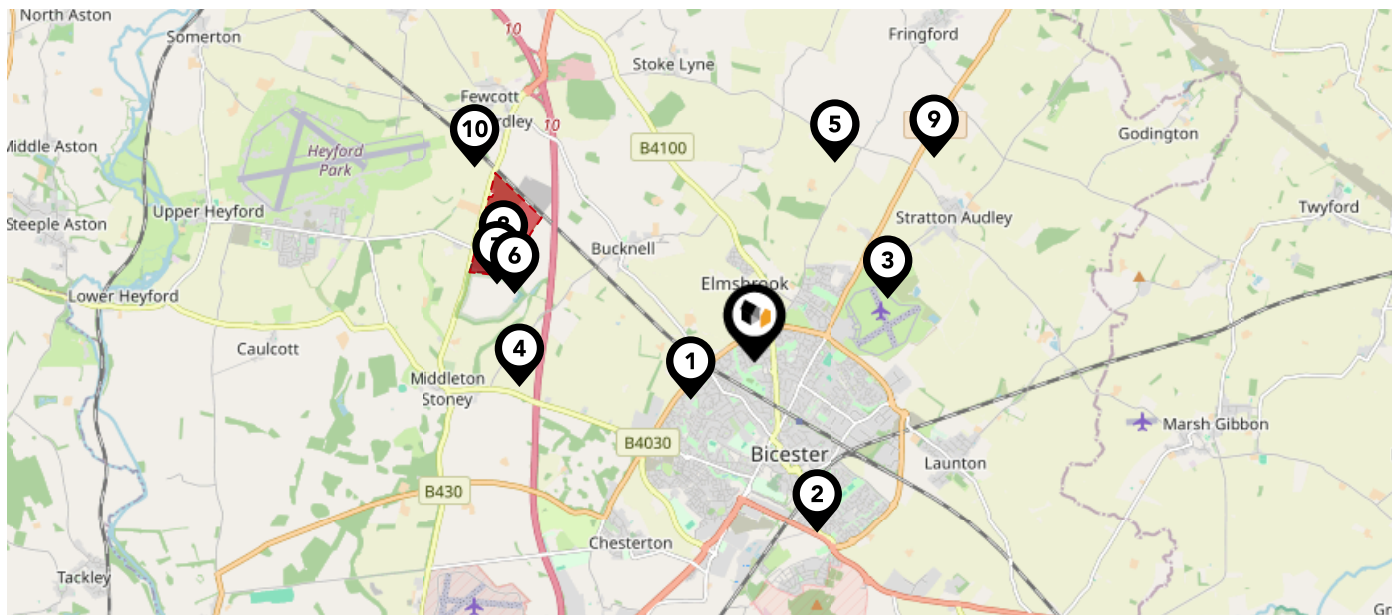 North Aston
Somerton
10
Fringford
Stoke Lyne
Fewcott
rdley
10
10
5
9
Godington
Middle Aston
Heyford
Park
B4100
Upper Heyford
Steeple Aston
8
7
6
Bucknell
Stratton Audley
Twyford
3
Elmsbrook
Lower Heyford
Caulcott
4
1
Middleton
Stoney
B4030
Bicester
Marsh Gibbon
Launton
B430
2
Chesterton
Tackley